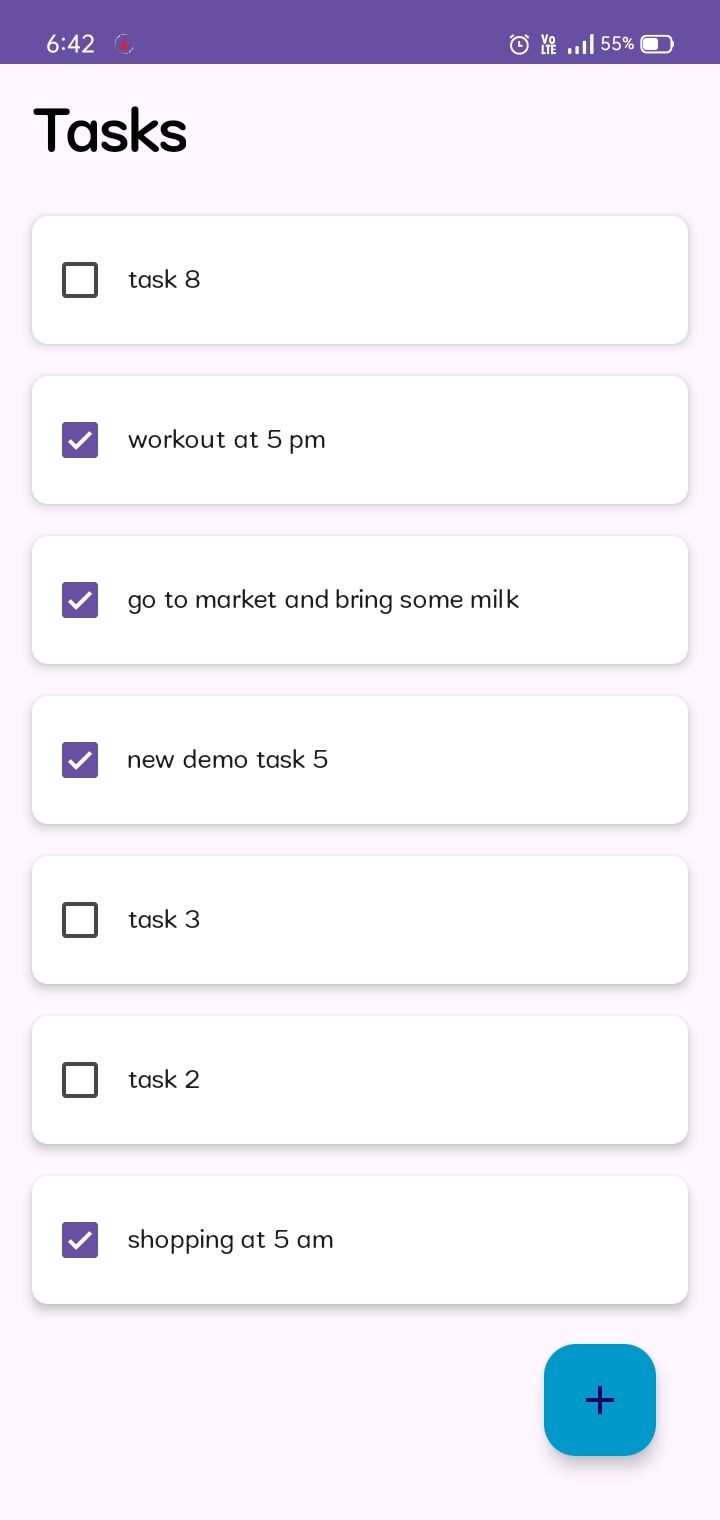 6:42 Vo LTE 55%
Tasks
task 8
workout at 5 pm
go to market and bring some milk
new demo task 5
task 3
task 2
shopping at 5 am
+